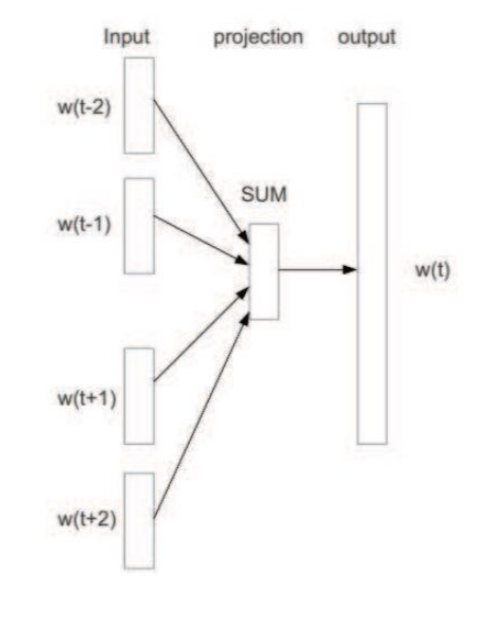 Input projection output
w(t-2)
SUM
w(t-1)
w(t)
w(t+1)
w(t+2)